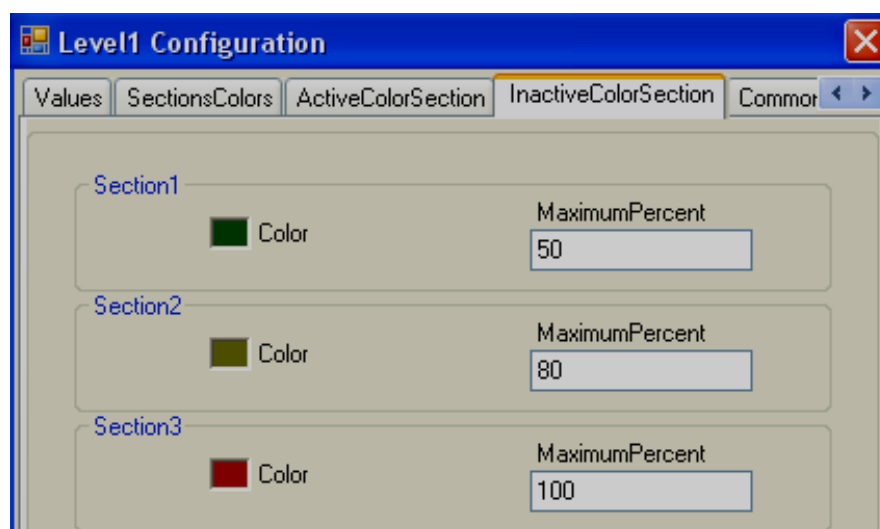 Level1 Configuration
Values SectionsColors ActiveColorSection InactiveColorSection
Section1
Color
MaximumPercent
50
Section2
Color
MaximumPercent
80
Section3
Color
MaximumPercent
100